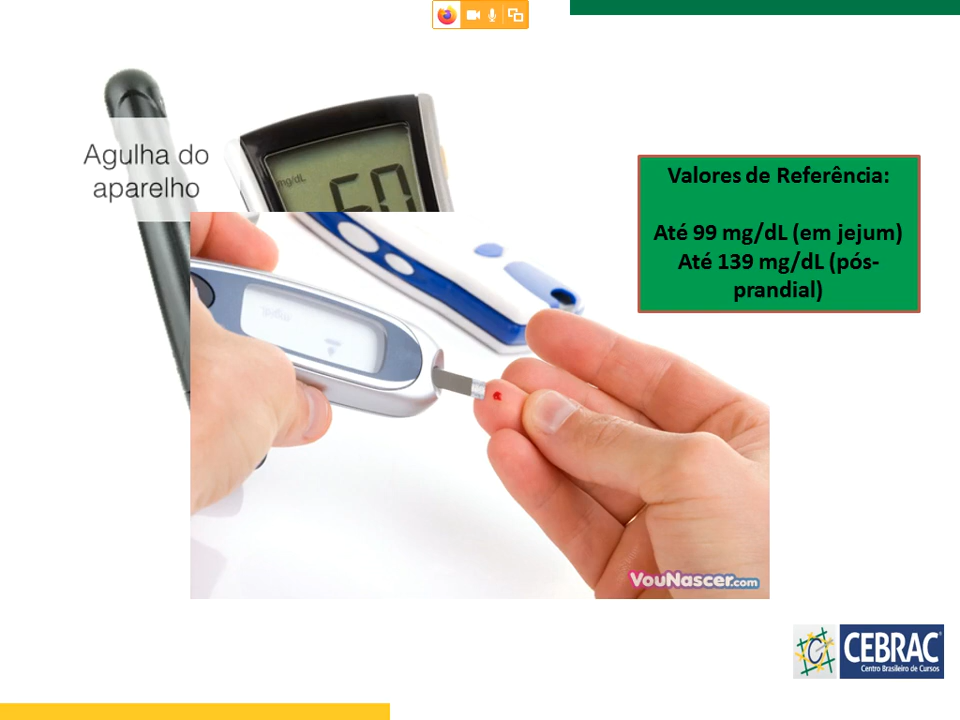 Agulha do
aparelho
mg/dL
60
Valores de Referência:
Até 99 mg/dL (em jejum)
Até 139 mg/dL (pós-
prandial)
VouNascer.com
CEBRAC
Centro Brasileiro de Cursos